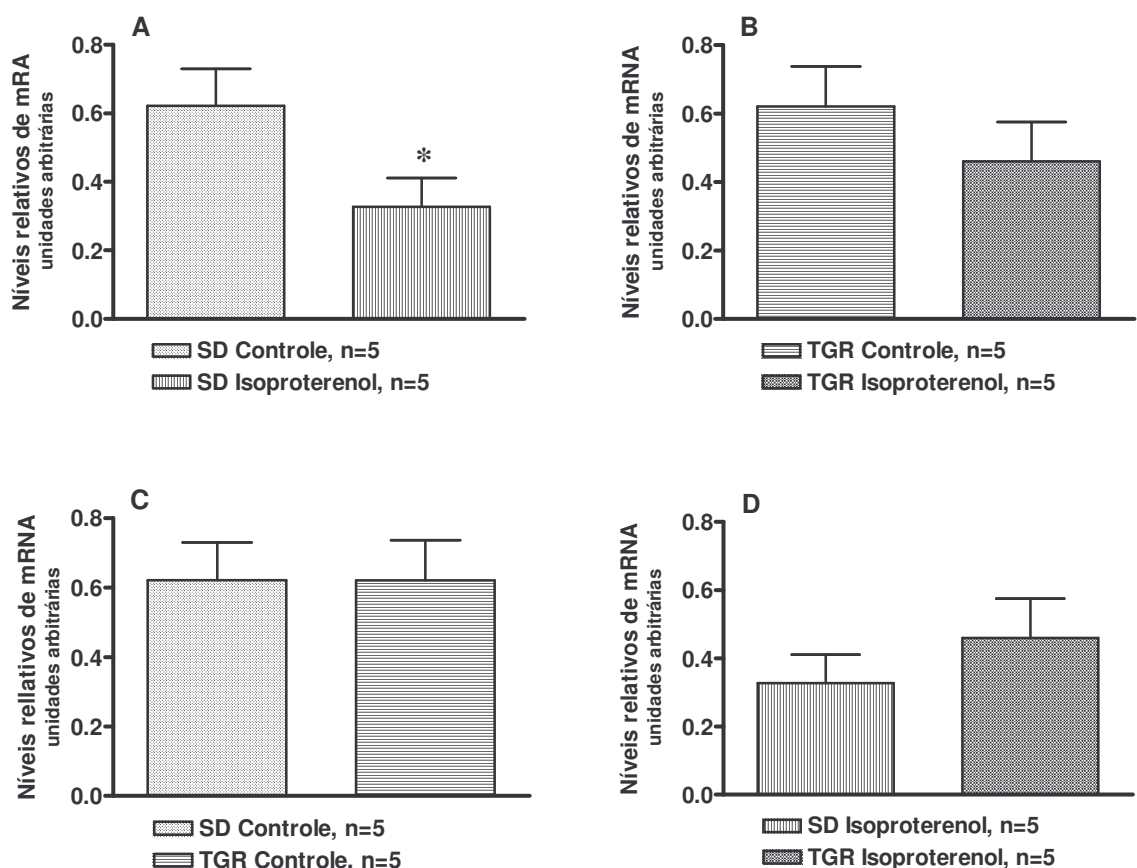 A
Níveis relativos de mRA
unidades arbitrárias
0.8
0.6
0.4
0.2
0.0
*
SD Controle, n=5
SD Isoproterenol, n=5
B
Níveis relativos de mRNA
unidades arbitrárias
0.8
0.6
0.4
0.2
0.0
TGR Controle, n=5
TGR Isoproterenol, n=5
C
Níveis rellativos de mRNA
unidades arbitrárias
0.8
0.6
0.4
0.2
0.0
SD Controle, n=5
TGR Controle, n=5
D
Níveis relativos de mRNA
unidades arbitrárias
0.8
0.6
0.4
0.2
0.0
SD Isoproterenol, n=5
TGR Isoproterenol, n=5